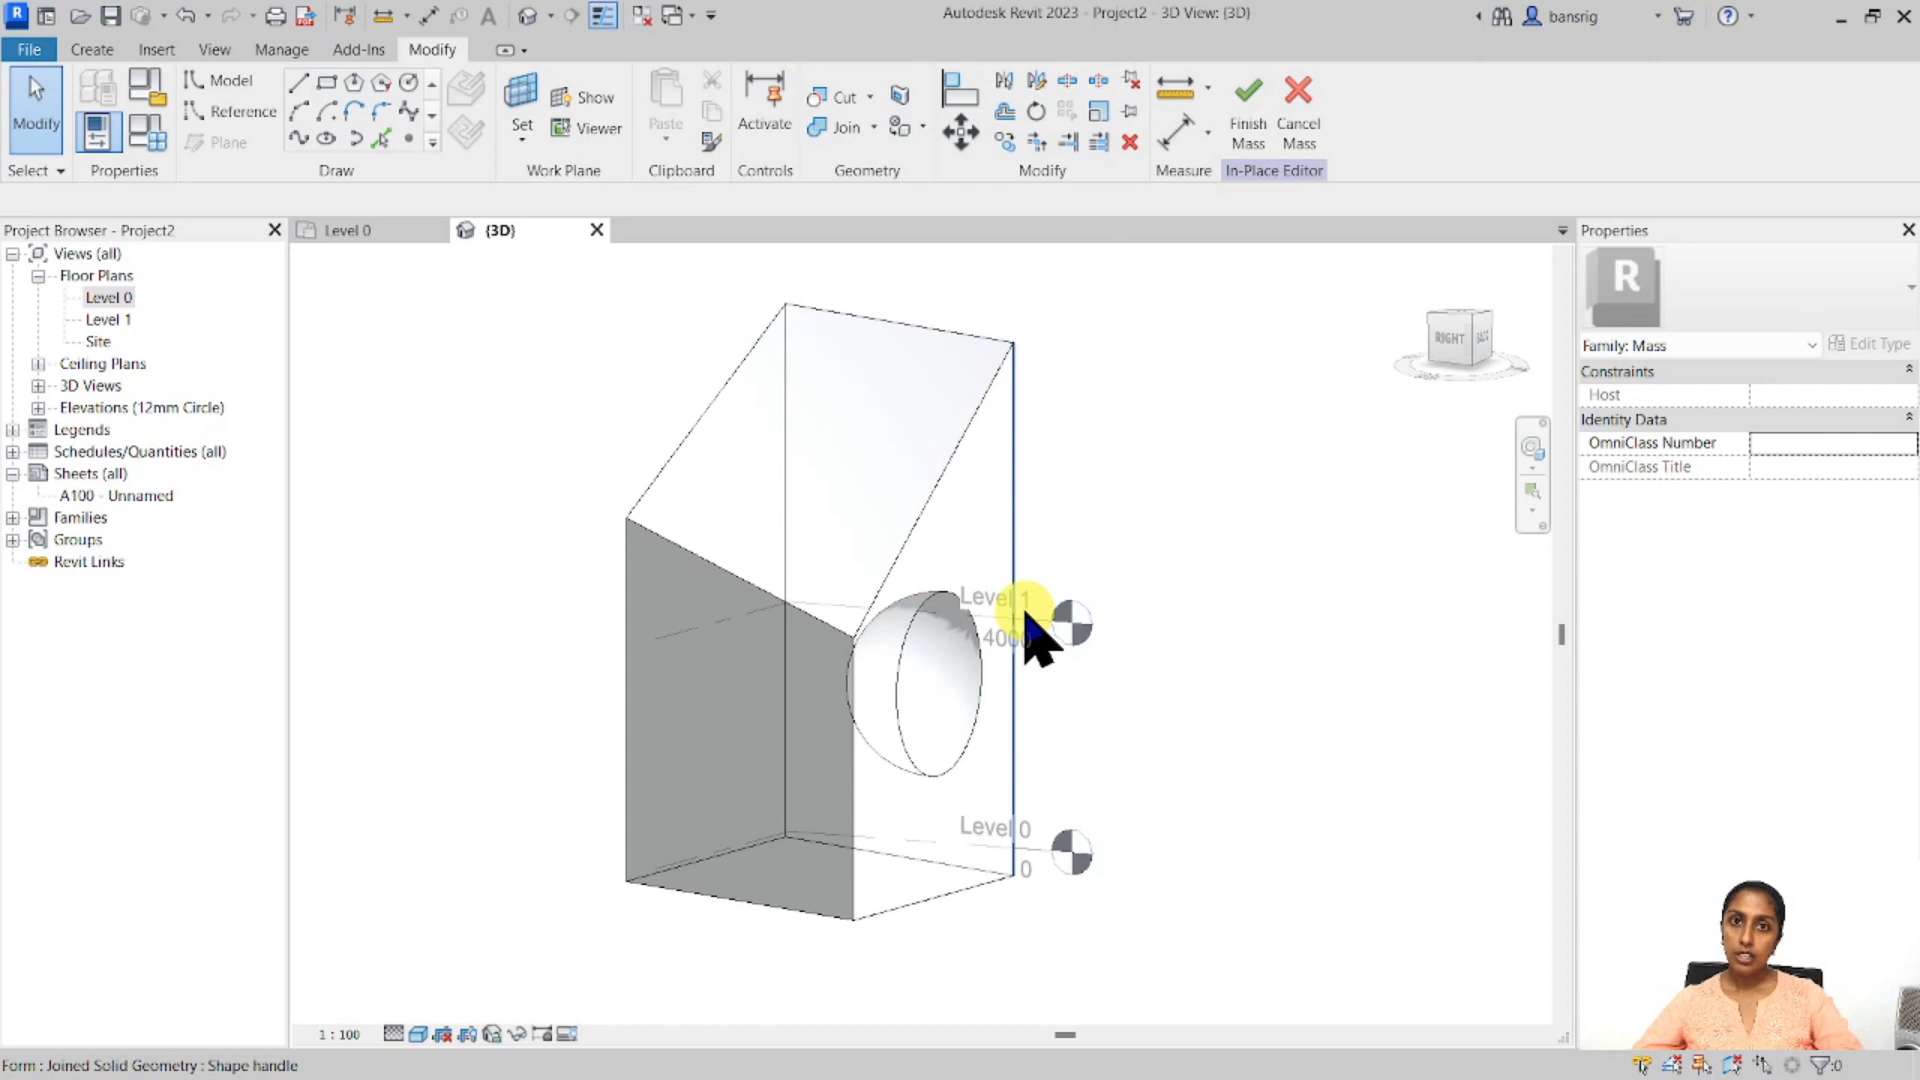 Autodesk Revit 2023 - Project2 - 3D View: {3D}
bansrig
File Create Insert View Manage Add-Ins Modify
Modify
Select
Properties
Model
Reference
Plane
Draw
Set
Show
Viewer
Work Plane
Paste
Clipboard
Activate
Controls
Cut
Join
Geometry
Modify
Measure
Finish Mass
Cancel Mass
In-Place Editor
Project Browser - Project2
Views (all)
Floor Plans
Level 0
Level 1
Site
Ceiling Plans
3D Views
Elevations (12mm Circle)
Legends
Schedules/Quantities (all)
Sheets (all)
A100 - Unnamed
Families
Groups
Revit Links
Level 0
{3D}
RIGHT
Level 1
4000
Level 0
0
1 : 100
Properties
R
Family: Mass
Edit Type
Constraints
Host
Identity Data
OmniClass Number
OmniClass Title
Form : Joined Solid Geometry : Shape handle
:0